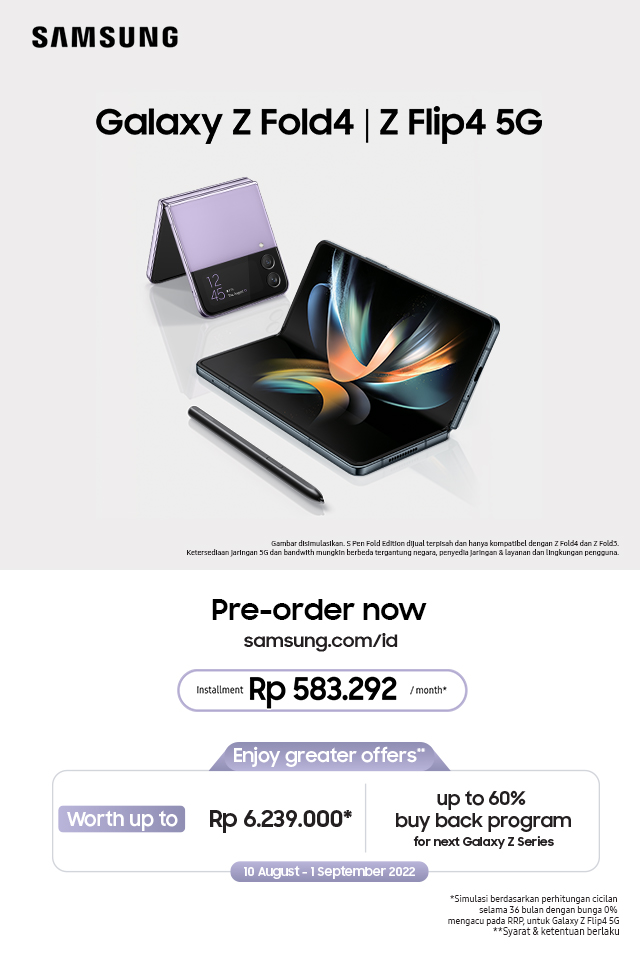 SAMSUNG
Galaxy Z Fold4 | Z Flip4 5G
12
45
Gambar disimulasikan. S Pen Fold Edition dijual terpisah dan hanya kompatibel dengan Z Fold4 dan Z Fold3.
Ketersediaan jaringan 5G dan bandwith mungkin berbeda tergantung negara, penyedia jaringan & layanan dan lingkungan pengguna.
Pre-order now
samsung.com/id
Installment Rp 583.292 / month*
Enjoy greater offers**
Worth up to Rp 6.239.000*
up to 60%
buy back program
for next Galaxy Z Series
10 August - 1 September 2022
*Simulasi berdasarkan perhitungan cicilan
selama 36 bulan dengan bunga 0%
mengacu pada RRP, untuk Galaxy Z Flip4 5G
**Syarat & ketentuan berlaku